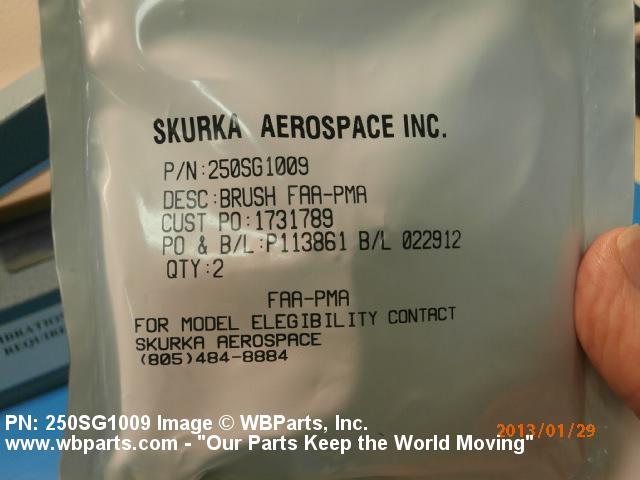 SKURKA AEROSPACE INC.
P/N:250SG1009
DESC:BRUSH FAA-PMA
CUST PO:1731789
PO & B/L:P113861 B/L 022912
QTY:2
FAA-PMA
FOR MODEL ELEGIBILITY CONTACT
SKURKA AEROSPACE
(805)484-8884
BRATION
REQUIRE
PN: 250SG1009 Image © WBParts, Inc.
2013/01/29
www.wbparts.com - "Our Parts Keep the World Moving"